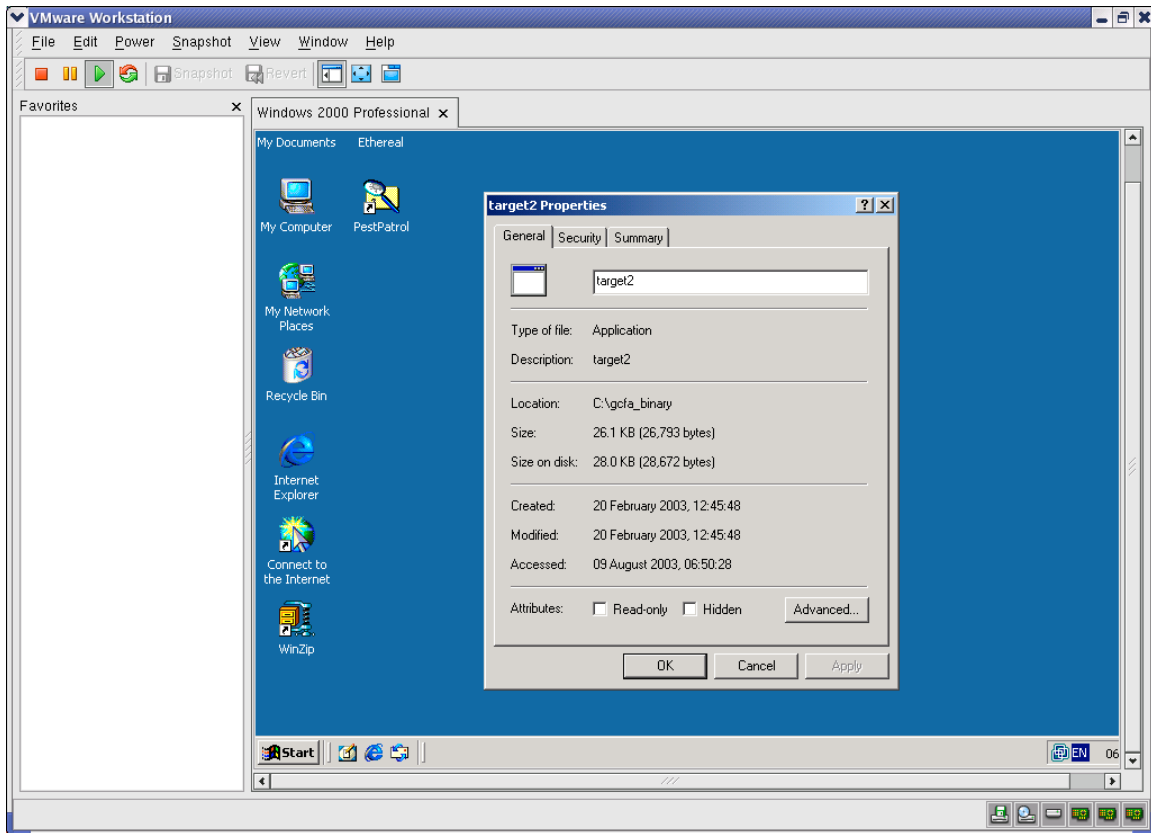 VMware Workstation
File Edit Power Snapshot View Window Help
Snapshot Revert
Favorites
Windows 2000 Professional
My Documents Ethereal
My Computer PestPatrol
My Network
Places
Recycle Bin
Internet
Explorer
Connect to
the Internet
WinZip
target2 Properties
General Security Summary
target2
Type of file: Application
Description: target2
Location: C:\gcfa_binary
Size: 26.1 KB (26,793 bytes)
Size on disk: 28.0 KB (28,672 bytes)
Created: 20 February 2003, 12:45:48
Modified: 20 February 2003, 12:45:48
Accessed: 09 August 2003, 06:50:28
Attributes: Read-only Hidden Advanced...
OK Cancel Apply
Start EN 06